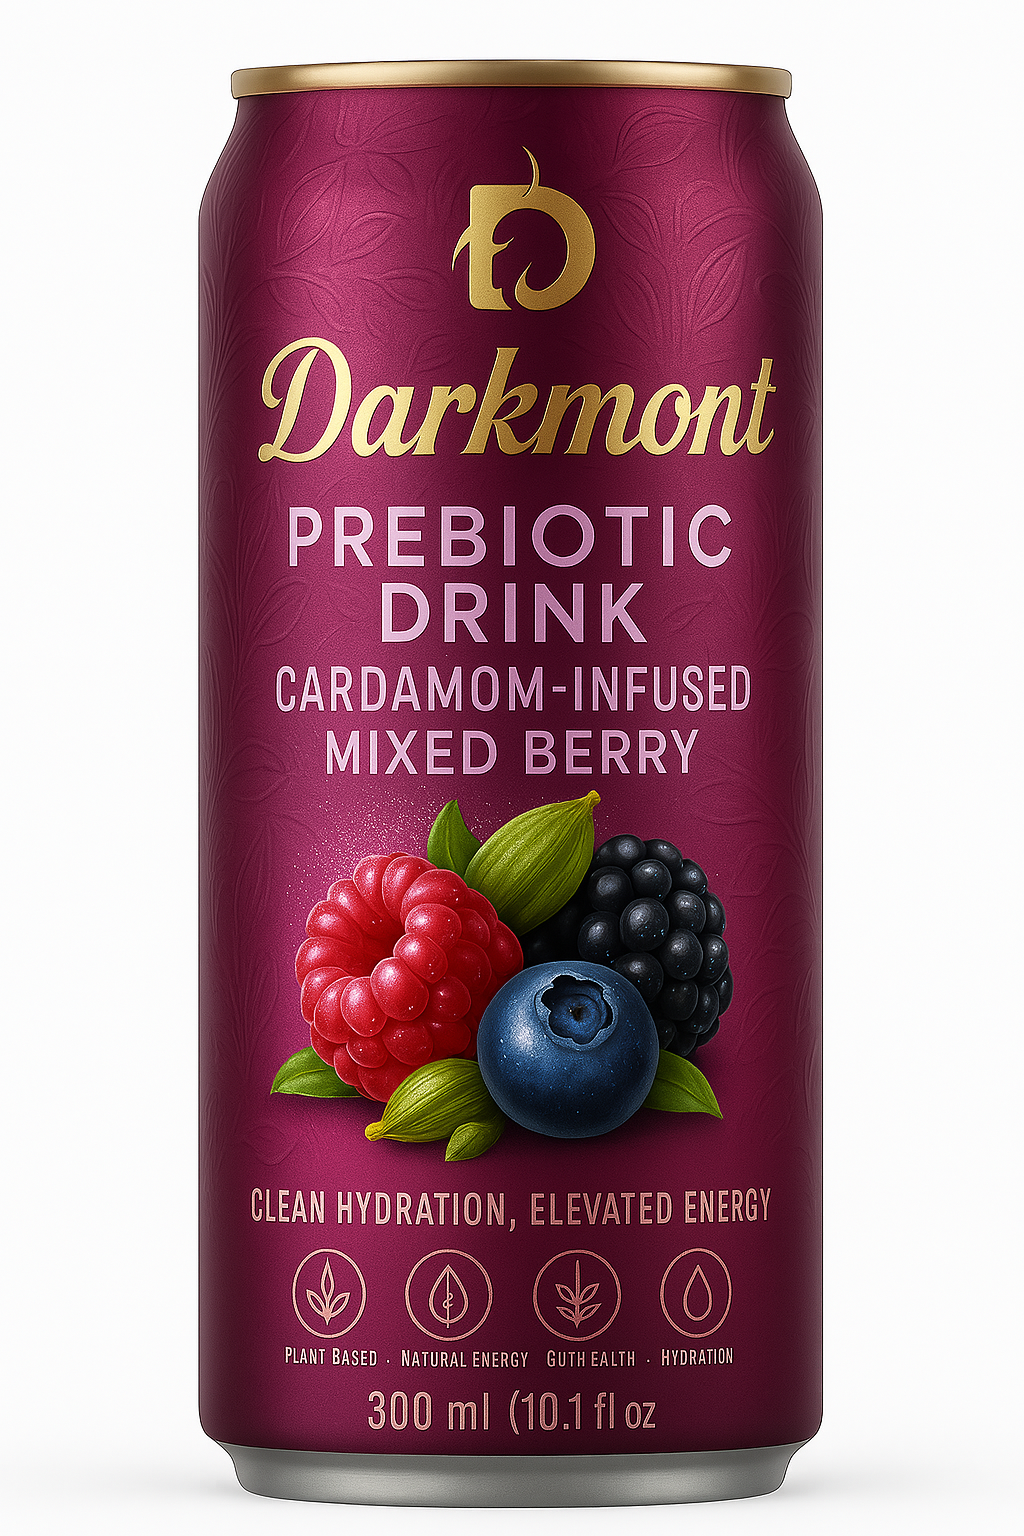 D
Darkmont
PREBIOTIC
DRINK
CARDAMOM-INFUSED
MIXED BERRY
CLEAN HYDRATION, ELEVATED ENERGY
PLANT BASED · NATURAL ENERGY GUTH EALTH · HYDRATION
300 ml (10.1 fl oz